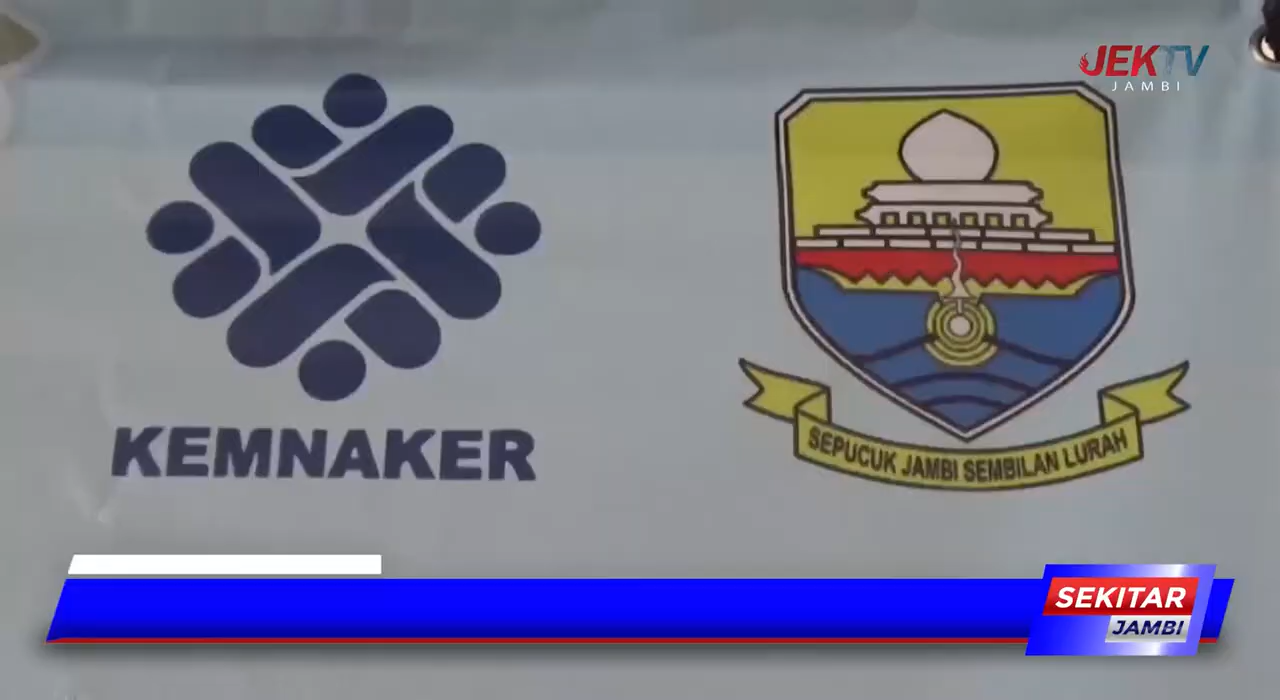 JEKTV
JAMBI
KEMNAKER
SEPUCUK JAMBI SEMBILAN LURAH
SEKITAR
JAMBI